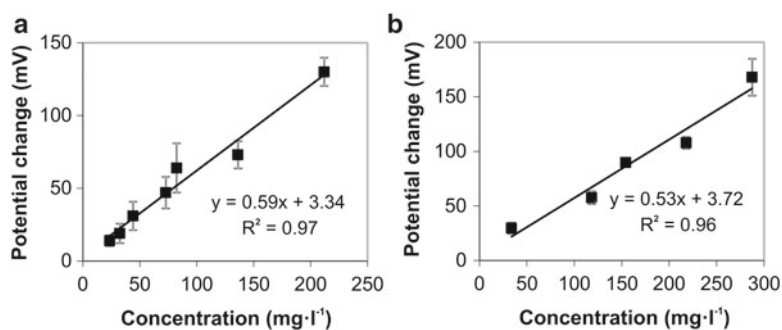 a
Potential change (mV)
150
100
50
0
y = 0.59x + 3.34
R² = 0.97
0 50 100 150 200 250
Concentration (mg·l⁻¹)
b
Potential change (mV)
200
150
100
50
0
y = 0.53x + 3.72
R² = 0.96
0 50 100 150 200 250 300
Concentration (mg·l⁻¹)